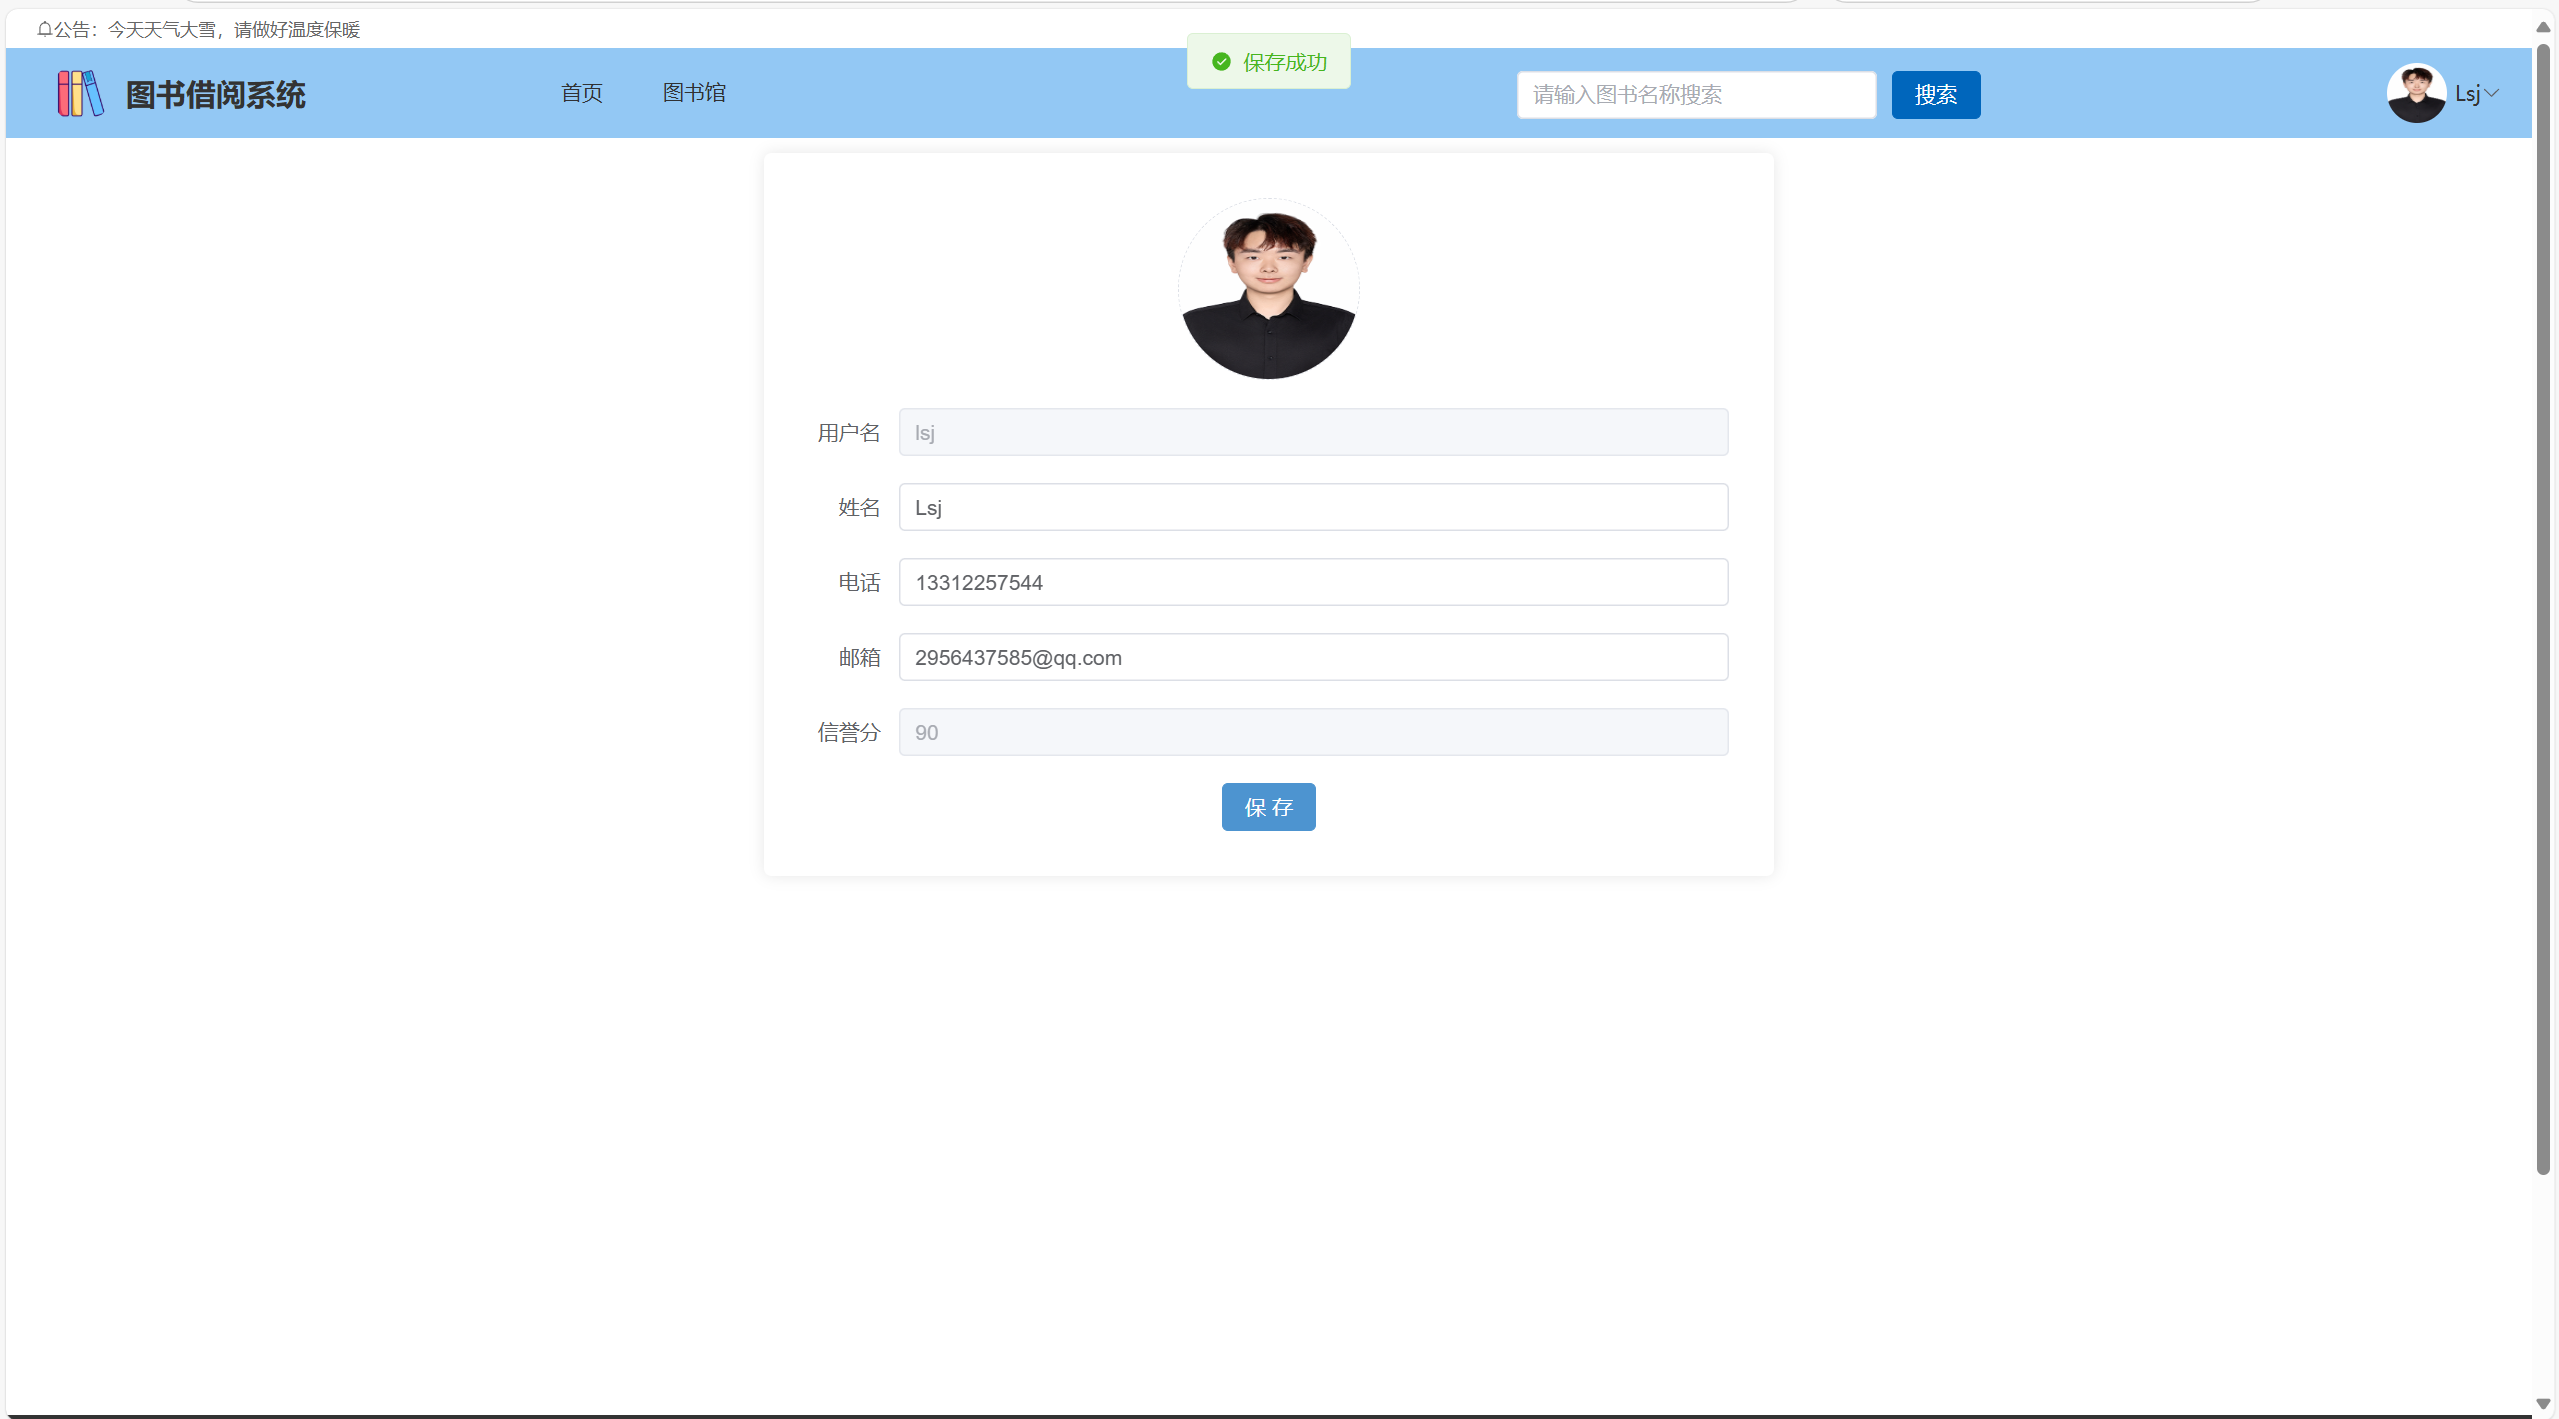 公告：今天天气大雪，请做好温度保暖
保存成功
图书借阅系统
首页
图书馆
请输入图书名称搜索
搜索
Lsj
用户名
lsj
姓名
Lsj
电话
13312257544
邮箱
2956437585@qq.com
信誉分
90
保 存